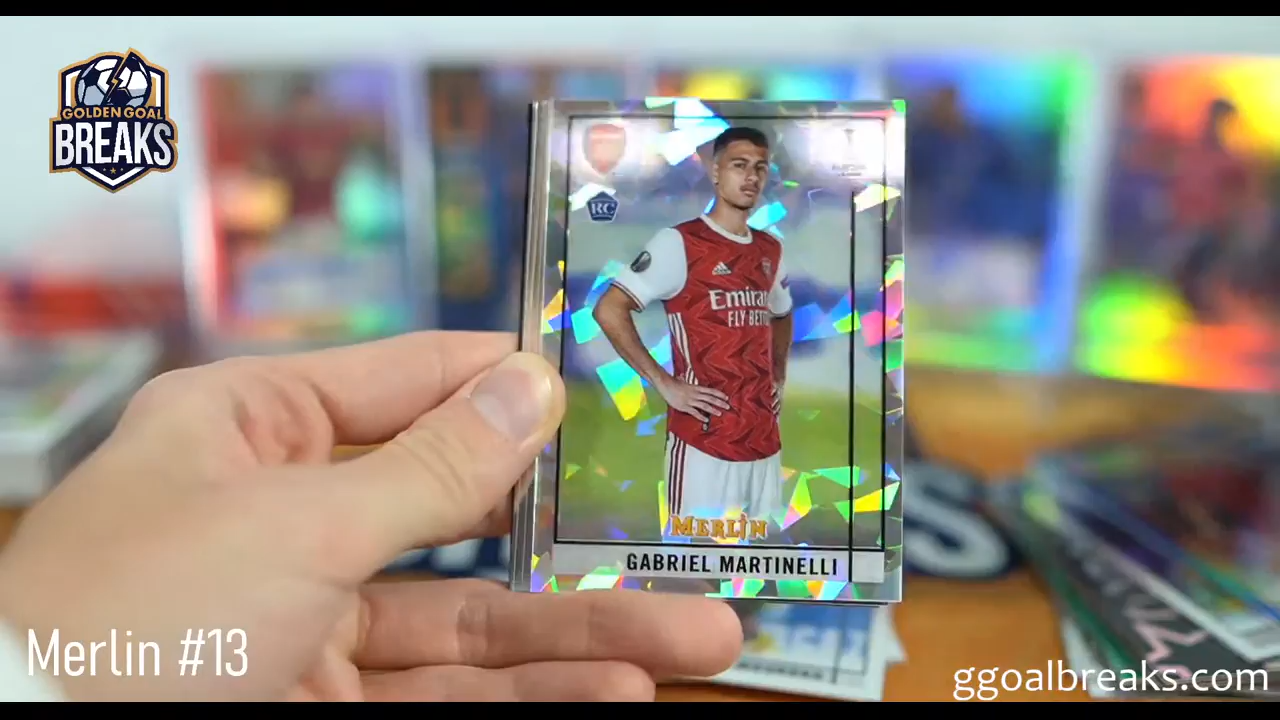 GOLDEN GOAL
BREAKS
RC
Emirates
FLY BETTER
MERLIN
GABRIEL MARTINELLI
Merlin #13
ggoalbreaks.com